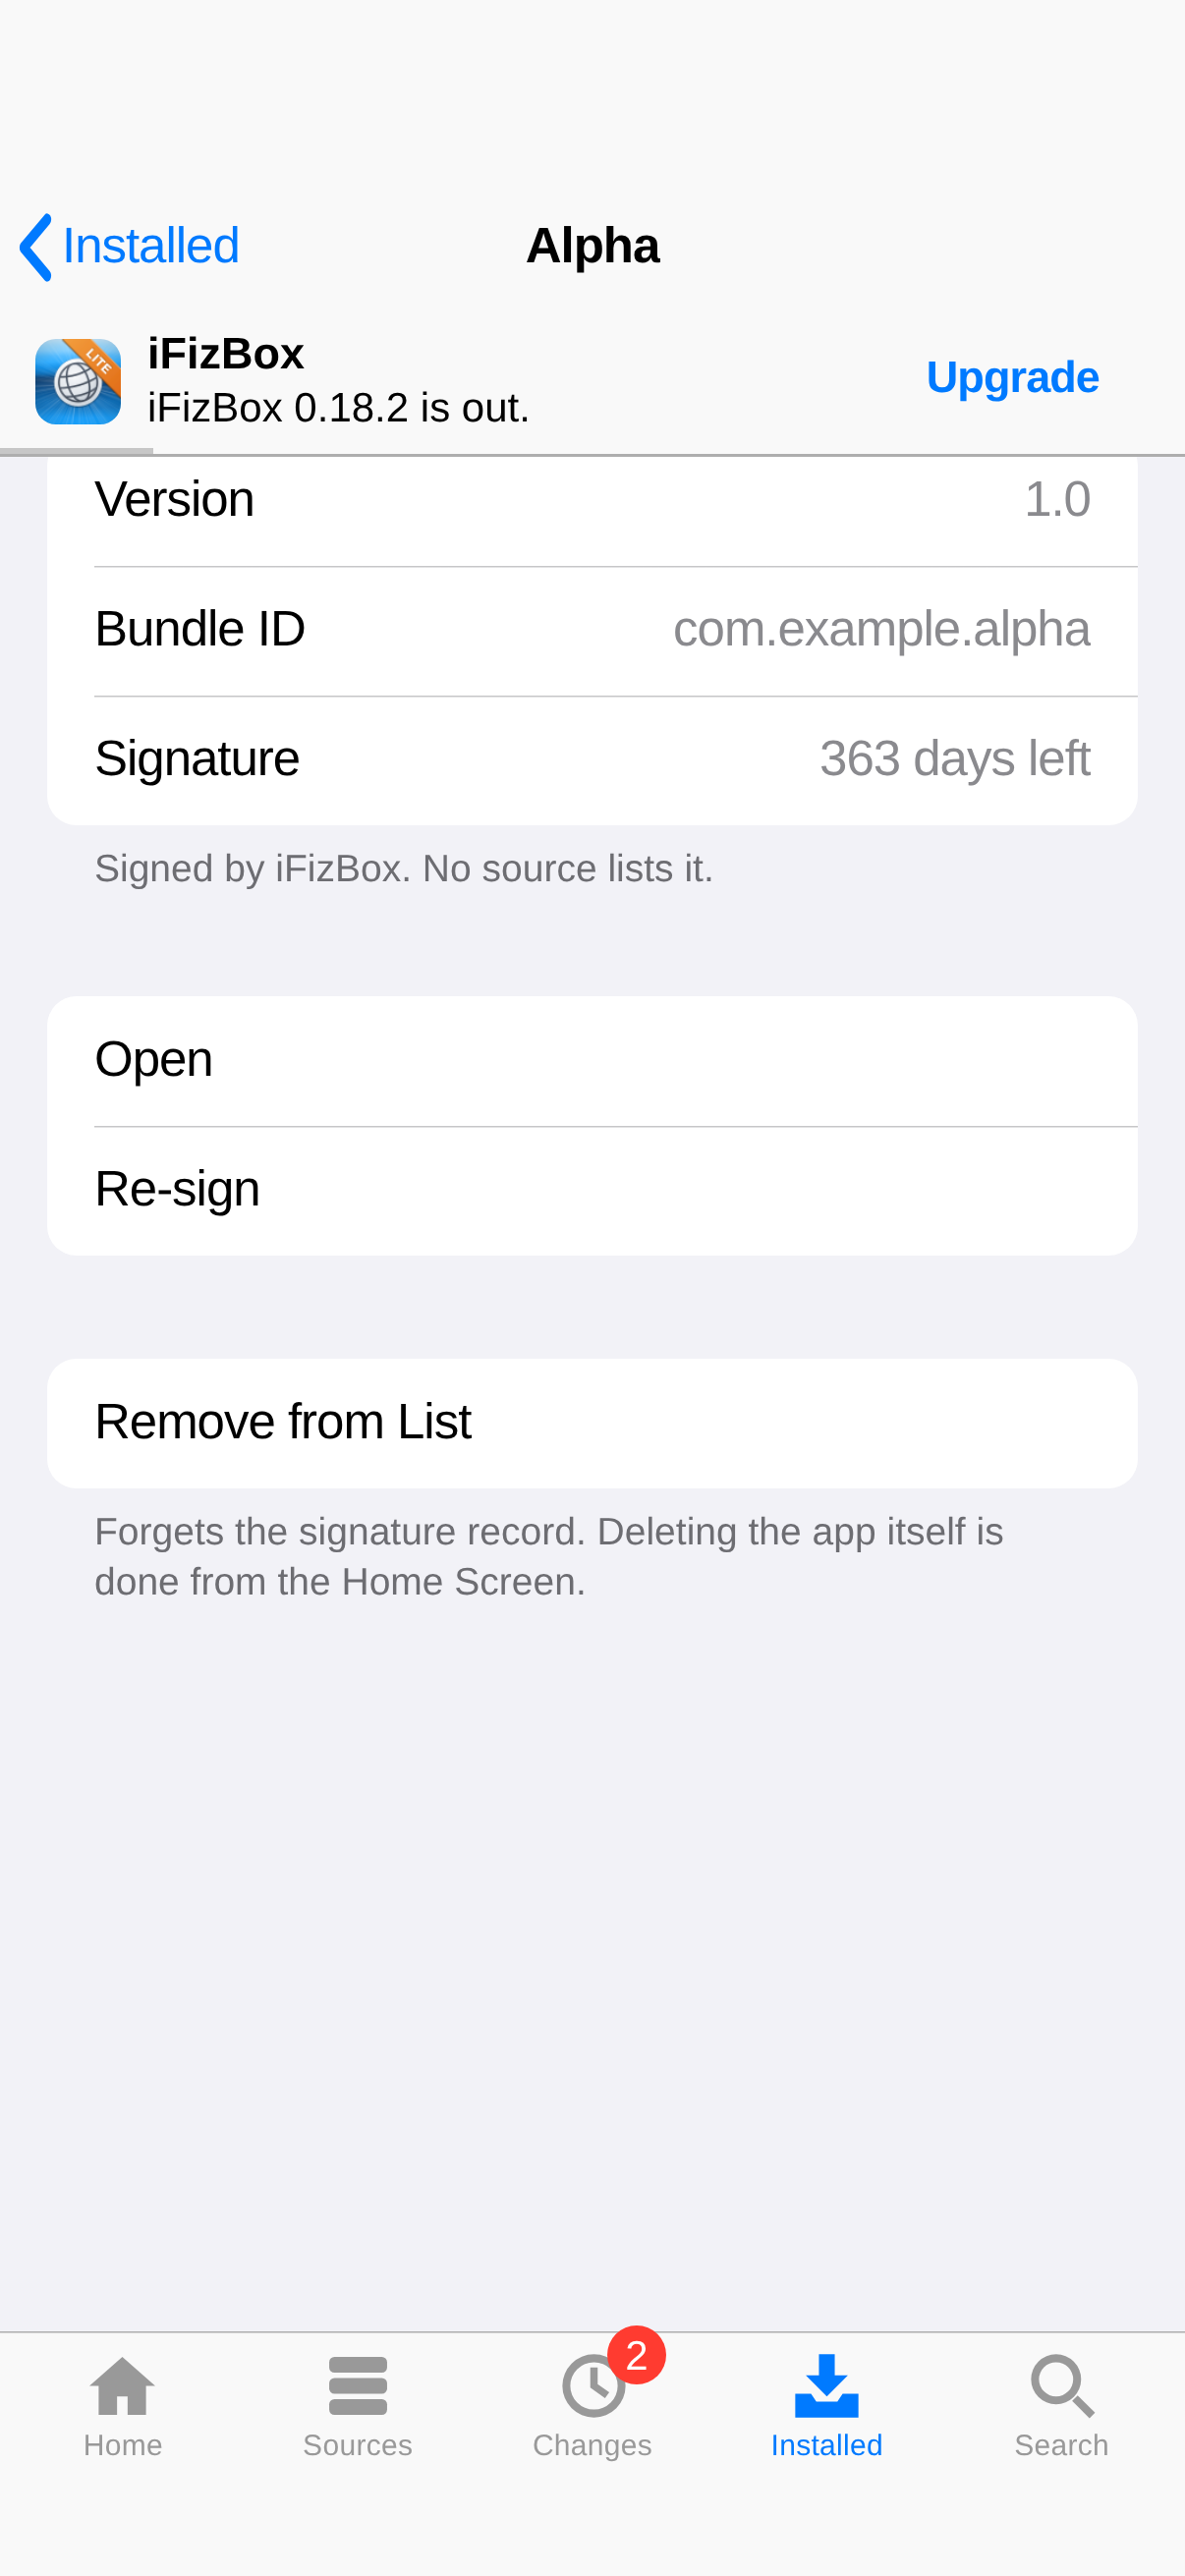 Installed
Alpha
LITE
iFizBox
iFizBox 0.18.2 is out.
Upgrade
Version
1.0
Bundle ID
com.example.alpha
Signature
363 days left
Signed by iFizBox. No source lists it.
Open
Re-sign
Remove from List
Forgets the signature record. Deleting the app itself is
done from the Home Screen.
2
Home
Sources
Changes
Installed
Search